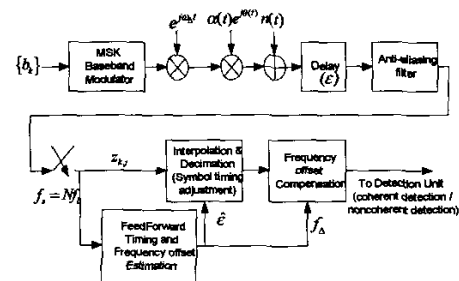 e^{jω_Δt} α(t)e^{jθ(t)} n(t)
{b_k}
MSK
Baseband
Modulator
Delay
(ε)
Anti-aliasing
filter
z_{k,l}
f_s = Nf_b
Interpolation &
Decimation
(Symbol timing
adjustment)
Frequency
offset
Compensation
To Detection Unit
(coherent detection /
noncoherent detection)
FeedForward
Timing and
Frequency offset
Estimation
ε̂
f_Δ